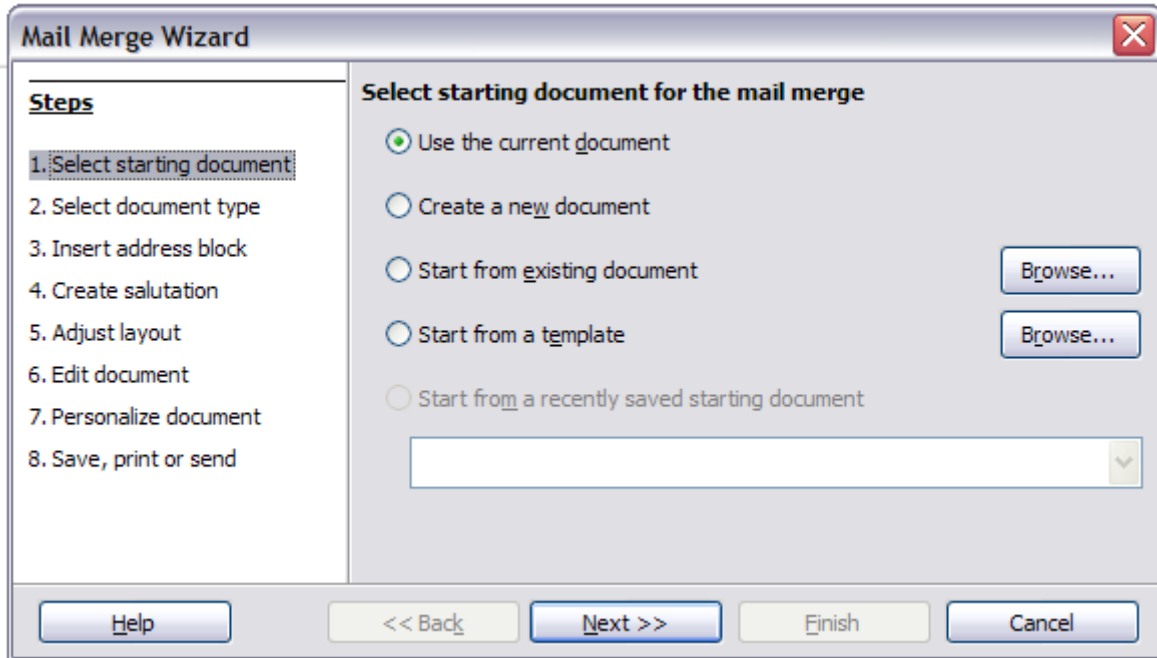 Mail Merge Wizard
Steps
1. Select starting document
2. Select document type
3. Insert address block
4. Create salutation
5. Adjust layout
6. Edit document
7. Personalize document
8. Save, print or send
Select starting document for the mail merge
Use the current document
Create a new document
Start from existing document
Browse...
Start from a template
Browse...
Start from a recently saved starting document
Help
<< Back
Next >>
Finish
Cancel